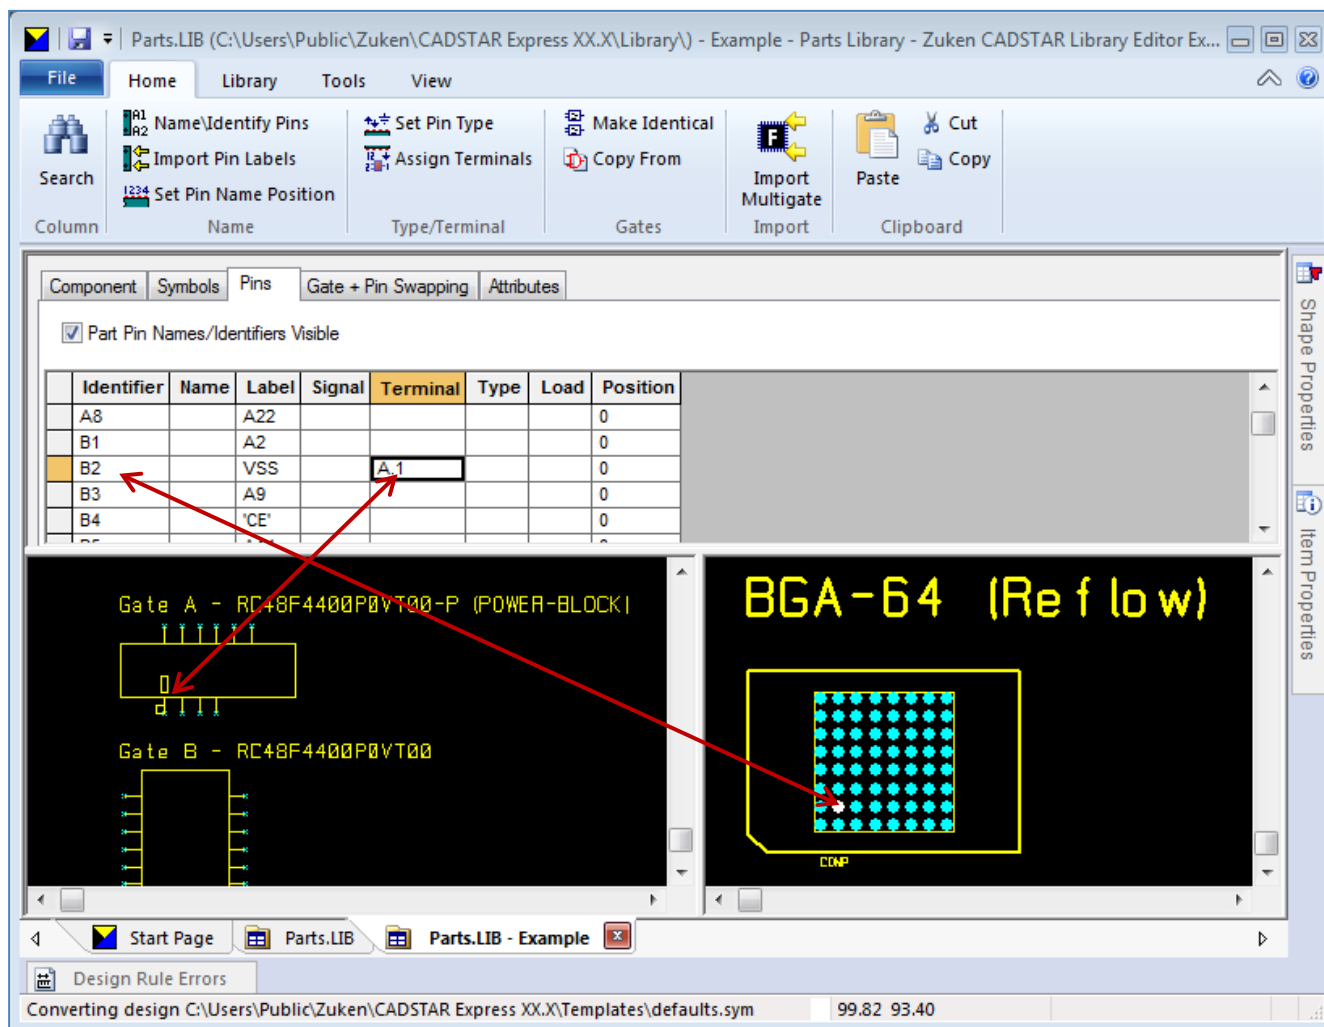 Parts.LIB (C:\Users\Public\Zuken\CADSTAR Express XX.X\Library\) - Example - Parts Library - Zuken CADSTAR Library Editor Ex...
File Home Library Tools View
Search
Column
A1 A2 Name\Identify Pins
Import Pin Labels
1234 Set Pin Name Position
Name
Set Pin Type
Assign Terminals
Type/Terminal
Make Identical
Copy From
Gates
Import
Multigate
Import
Paste
Cut
Copy
Clipboard
Component Symbols Pins Gate + Pin Swapping Attributes
Part Pin Names/Identifiers Visible
Identifier Name Label Signal Terminal Type Load Position
A8 A22 0
B1 A2 0
B2 VSS A.1 0
B3 A9 0
B4 'CE' 0
Shape Properties
Item Properties
Gate A - RC48F4400P0VT00-P (POWER-BLOCK)
Gate B - RC48F4400P0VT00
BGA-64 (Reflow)
COMP
Start Page Parts.LIB Parts.LIB - Example
Design Rule Errors
Converting design C:\Users\Public\Zuken\CADSTAR Express XX.X\Templates\defaults.sym 99.82 93.40